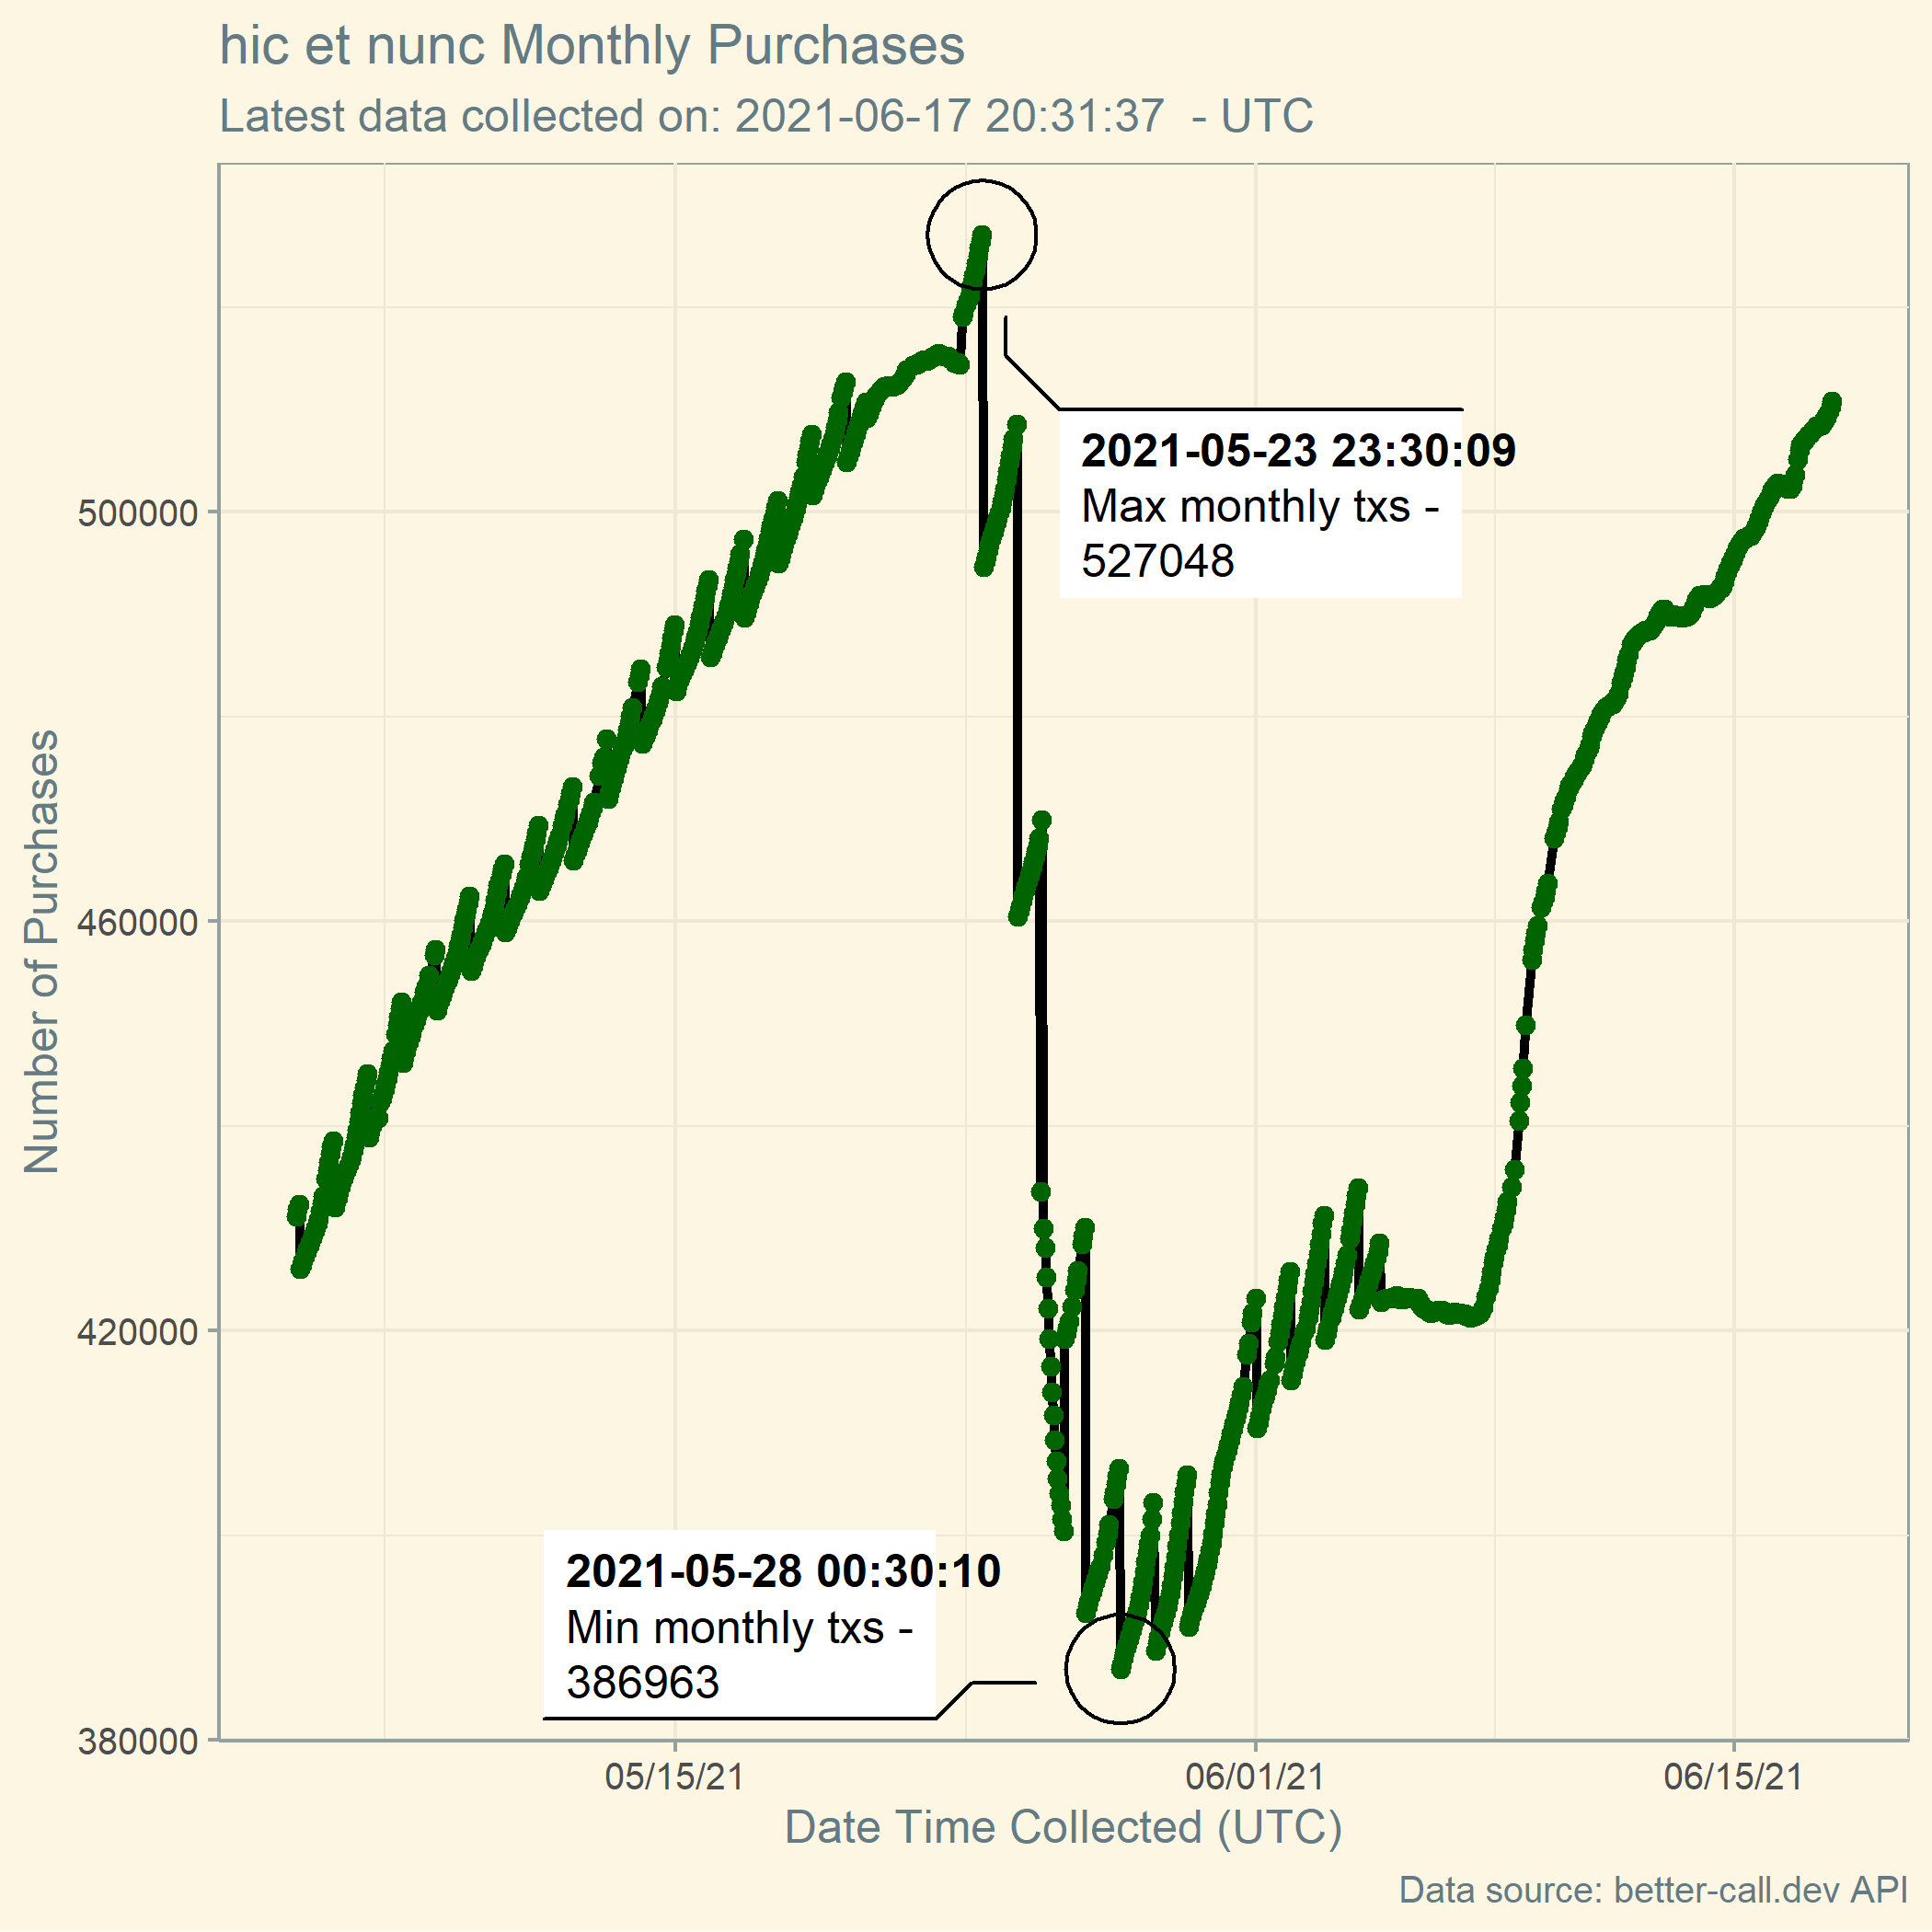 hic et nunc Monthly Purchases
Latest data collected on: 2021-06-17 20:31:37  - UTC
Number of Purchases
500000
460000
420000
380000
2021-05-23 23:30:09
Max monthly txs -
527048
2021-05-28 00:30:10
Min monthly txs -
386963
05/15/21
06/01/21
06/15/21
Date Time Collected (UTC)
Data source: better-call.dev API